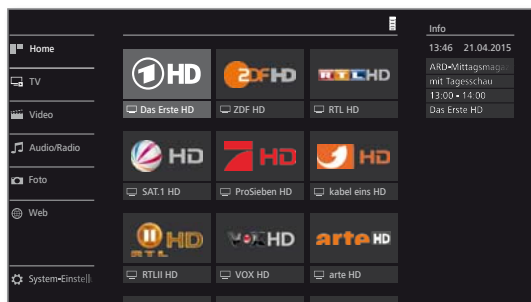 Info
Home
13:46 21.04.2015
ARD-Mittagsmaga
TV
HD
ZDF HD
RTL HD
mit Tagesschau
13:00 - 14:00
Das Erste HD
ZDF HD
RTL HD
Das Erste HD
Video
Audio/Radio
HD
HD
HD
Foto
SAT.1 HD
ProSieben HD
kabel eins HD
Web
HD
RTL
VOX HD
arte HD
System-Einstell
RTLII HD
VOX HD
arte HD